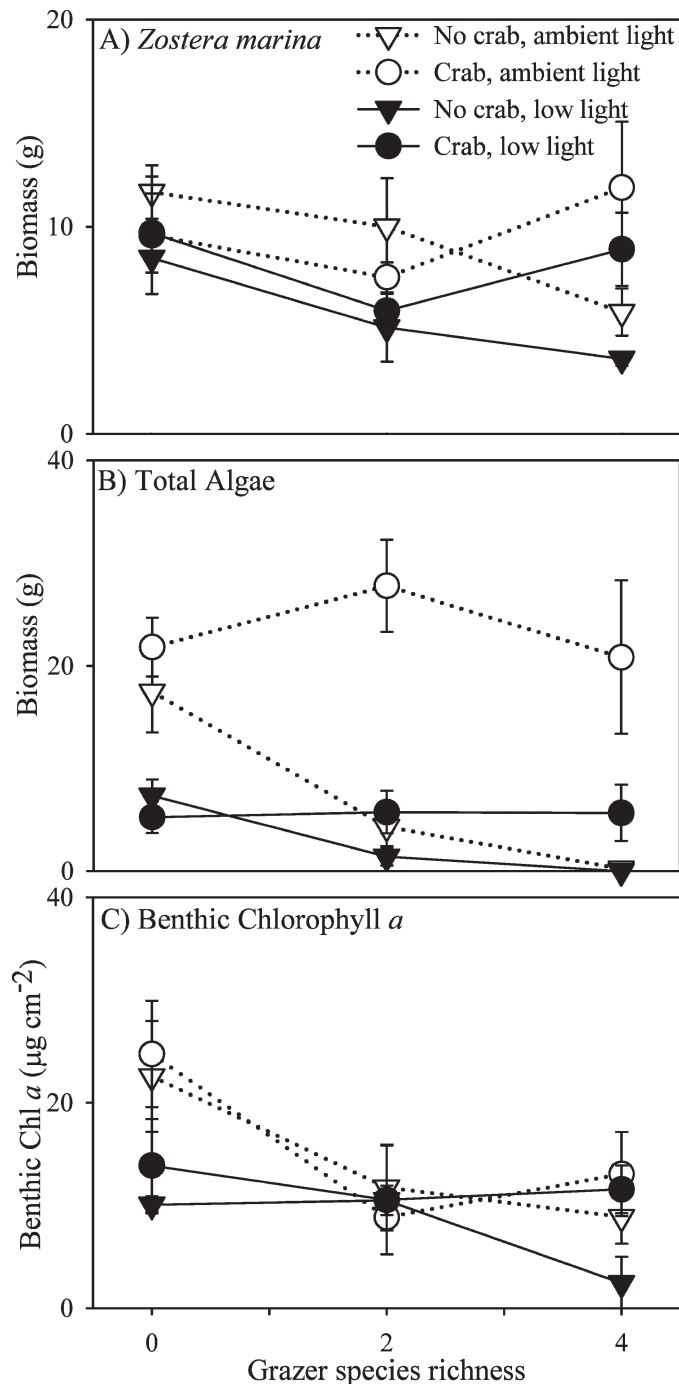 20
A) Zostera marina
No crab, ambient light
Crab, ambient light
No crab, low light
Crab, low light
Biomass (g)
10
0
40
B) Total Algae
Biomass (g)
20
0
40
C) Benthic Chlorophyll a
Benthic Chl a (µg cm-2)
20
0
0 2 4
Grazer species richness